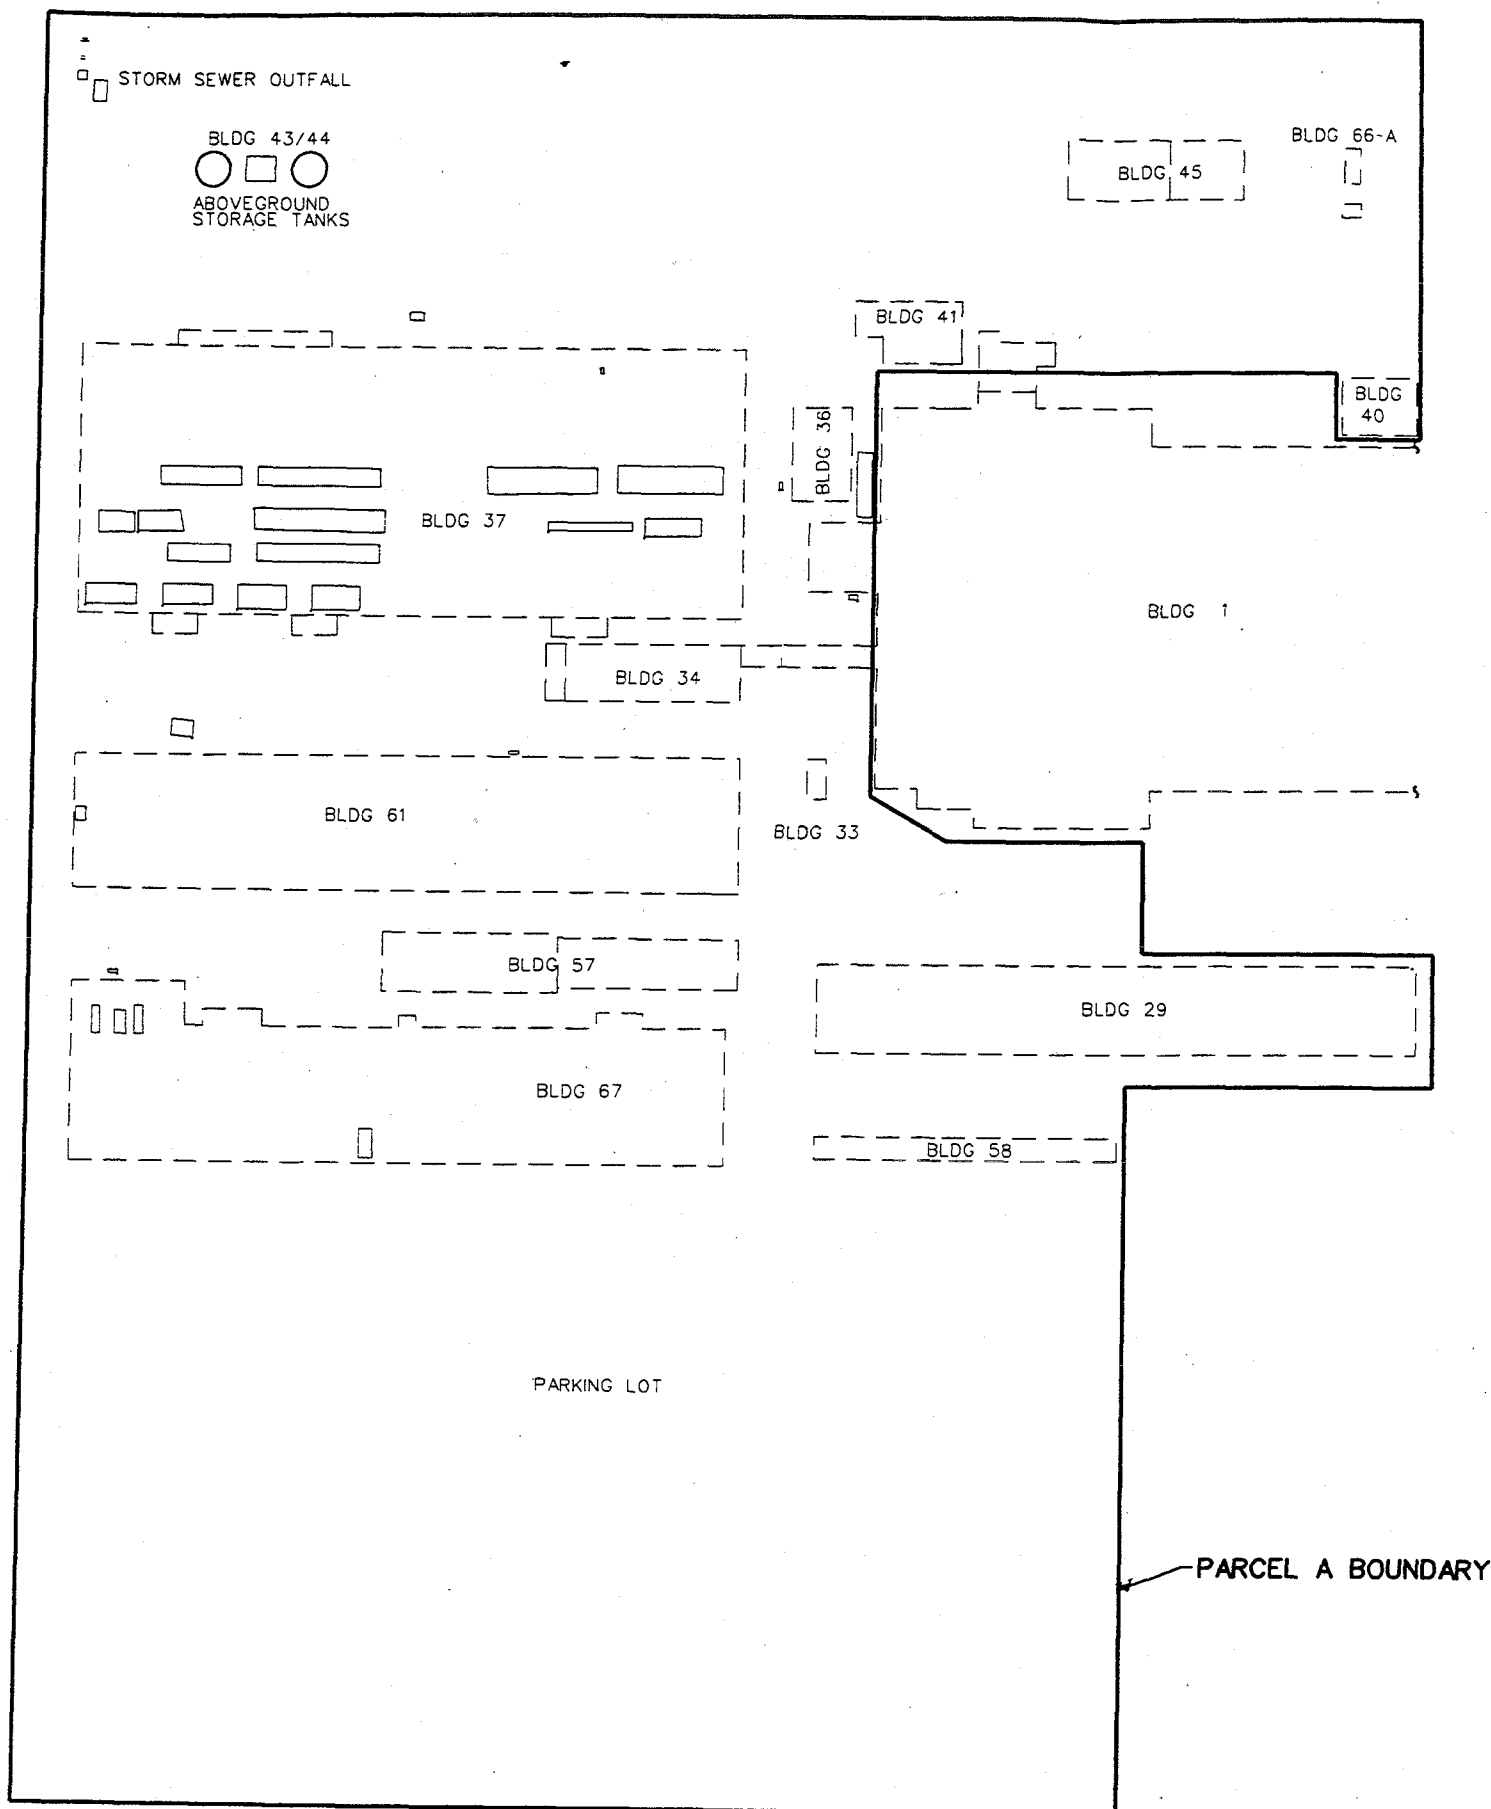 STORM SEWER OUTFALL
BLDG 43/44
ABOVEGROUND
STORAGE TANKS
BLDG 66-A
BLDG 45
BLDG 41
BLDG
40
BLDG 36
BLDG 37
BLDG 1
BLDG 34
BLDG 61
BLDG 33
BLDG 57
BLDG 29
BLDG 67
BLDG 58
PARKING LOT
PARCEL A BOUNDARY